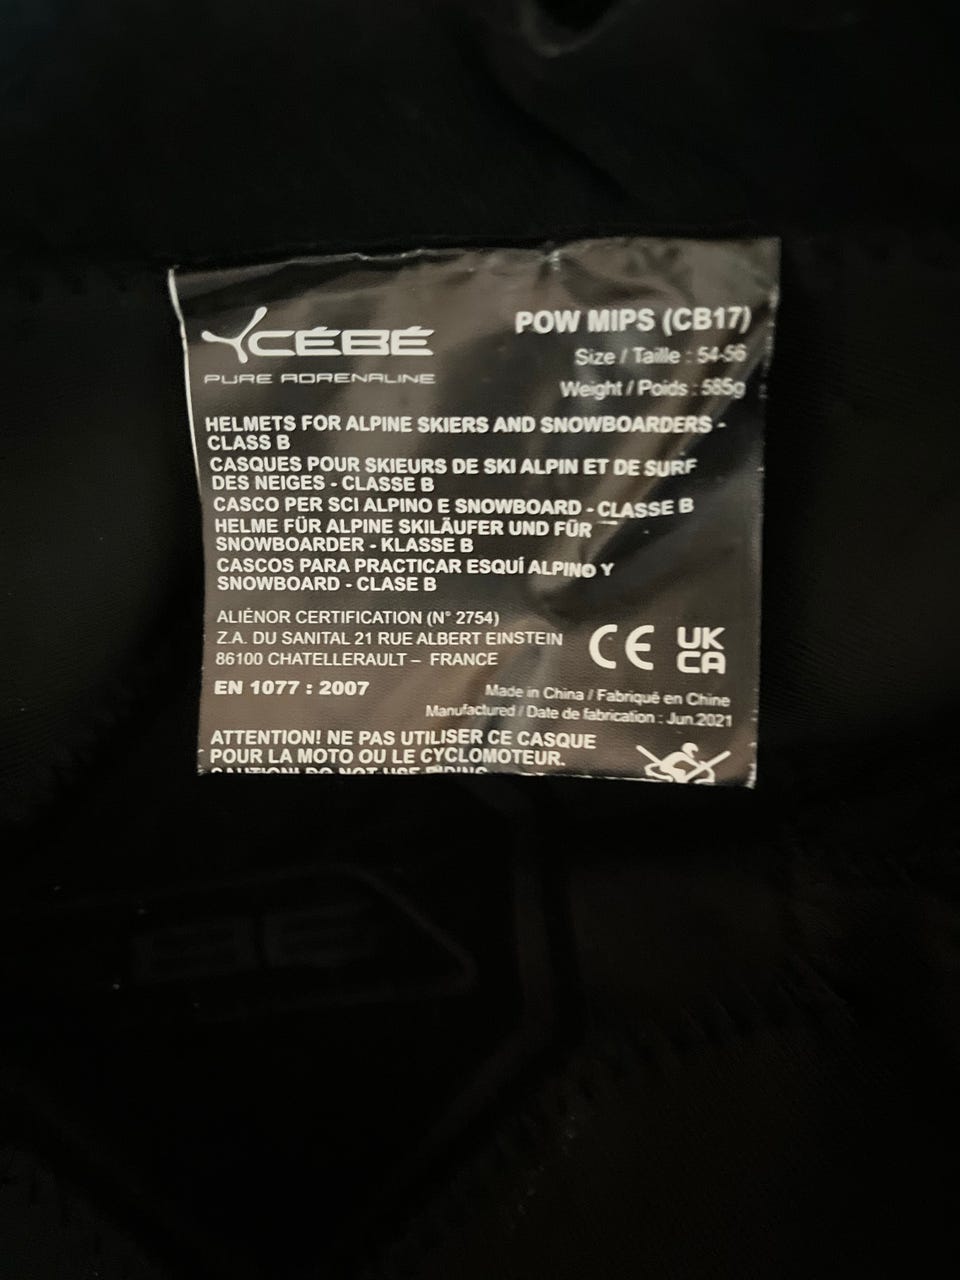 CÉBÉ
PURE ADRENALINE
POW MIPS (CB17)
Size / Taille : 54-56
Weight / Poids : 585g
HELMETS FOR ALPINE SKIERS AND SNOWBOARDERS -
CLASS B
CASQUES POUR SKIEURS DE SKI ALPIN ET DE SURF
DES NEIGES - CLASSE B
CASCO PER SCI ALPINO E SNOWBOARD - CLASSE B
HELME FÜR ALPINE SKILÄUFER UND FÜR
SNOWBOARDER - KLASSE B
CASCOS PARA PRACTICAR ESQUÍ ALPINO Y
SNOWBOARD - CLASE B
ALIÉNOR CERTIFICATION (N° 2754)
Z.A. DU SANITAL 21 RUE ALBERT EINSTEIN
86100 CHATELLERAULT – FRANCE
CE
UK
CA
EN 1077 : 2007
Made in China / Fabriqué en Chine
Manufactured / Date de fabrication : Jun.2021
ATTENTION! NE PAS UTILISER CE CASQUE
POUR LA MOTO OU LE CYCLOMOTEUR.
CAUTION! DO NOT USE RIDING